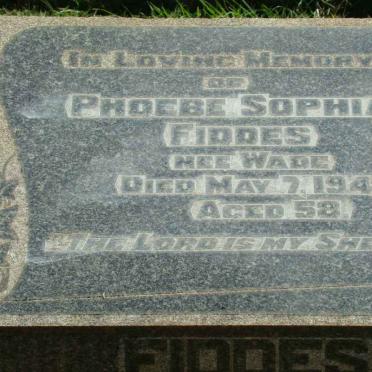 In Loving Memory
of
Phoebe Sophia
Fiddes
nee Wade
Died May 7, 194
Aged 52.
"The Lord is my She
FIDDES